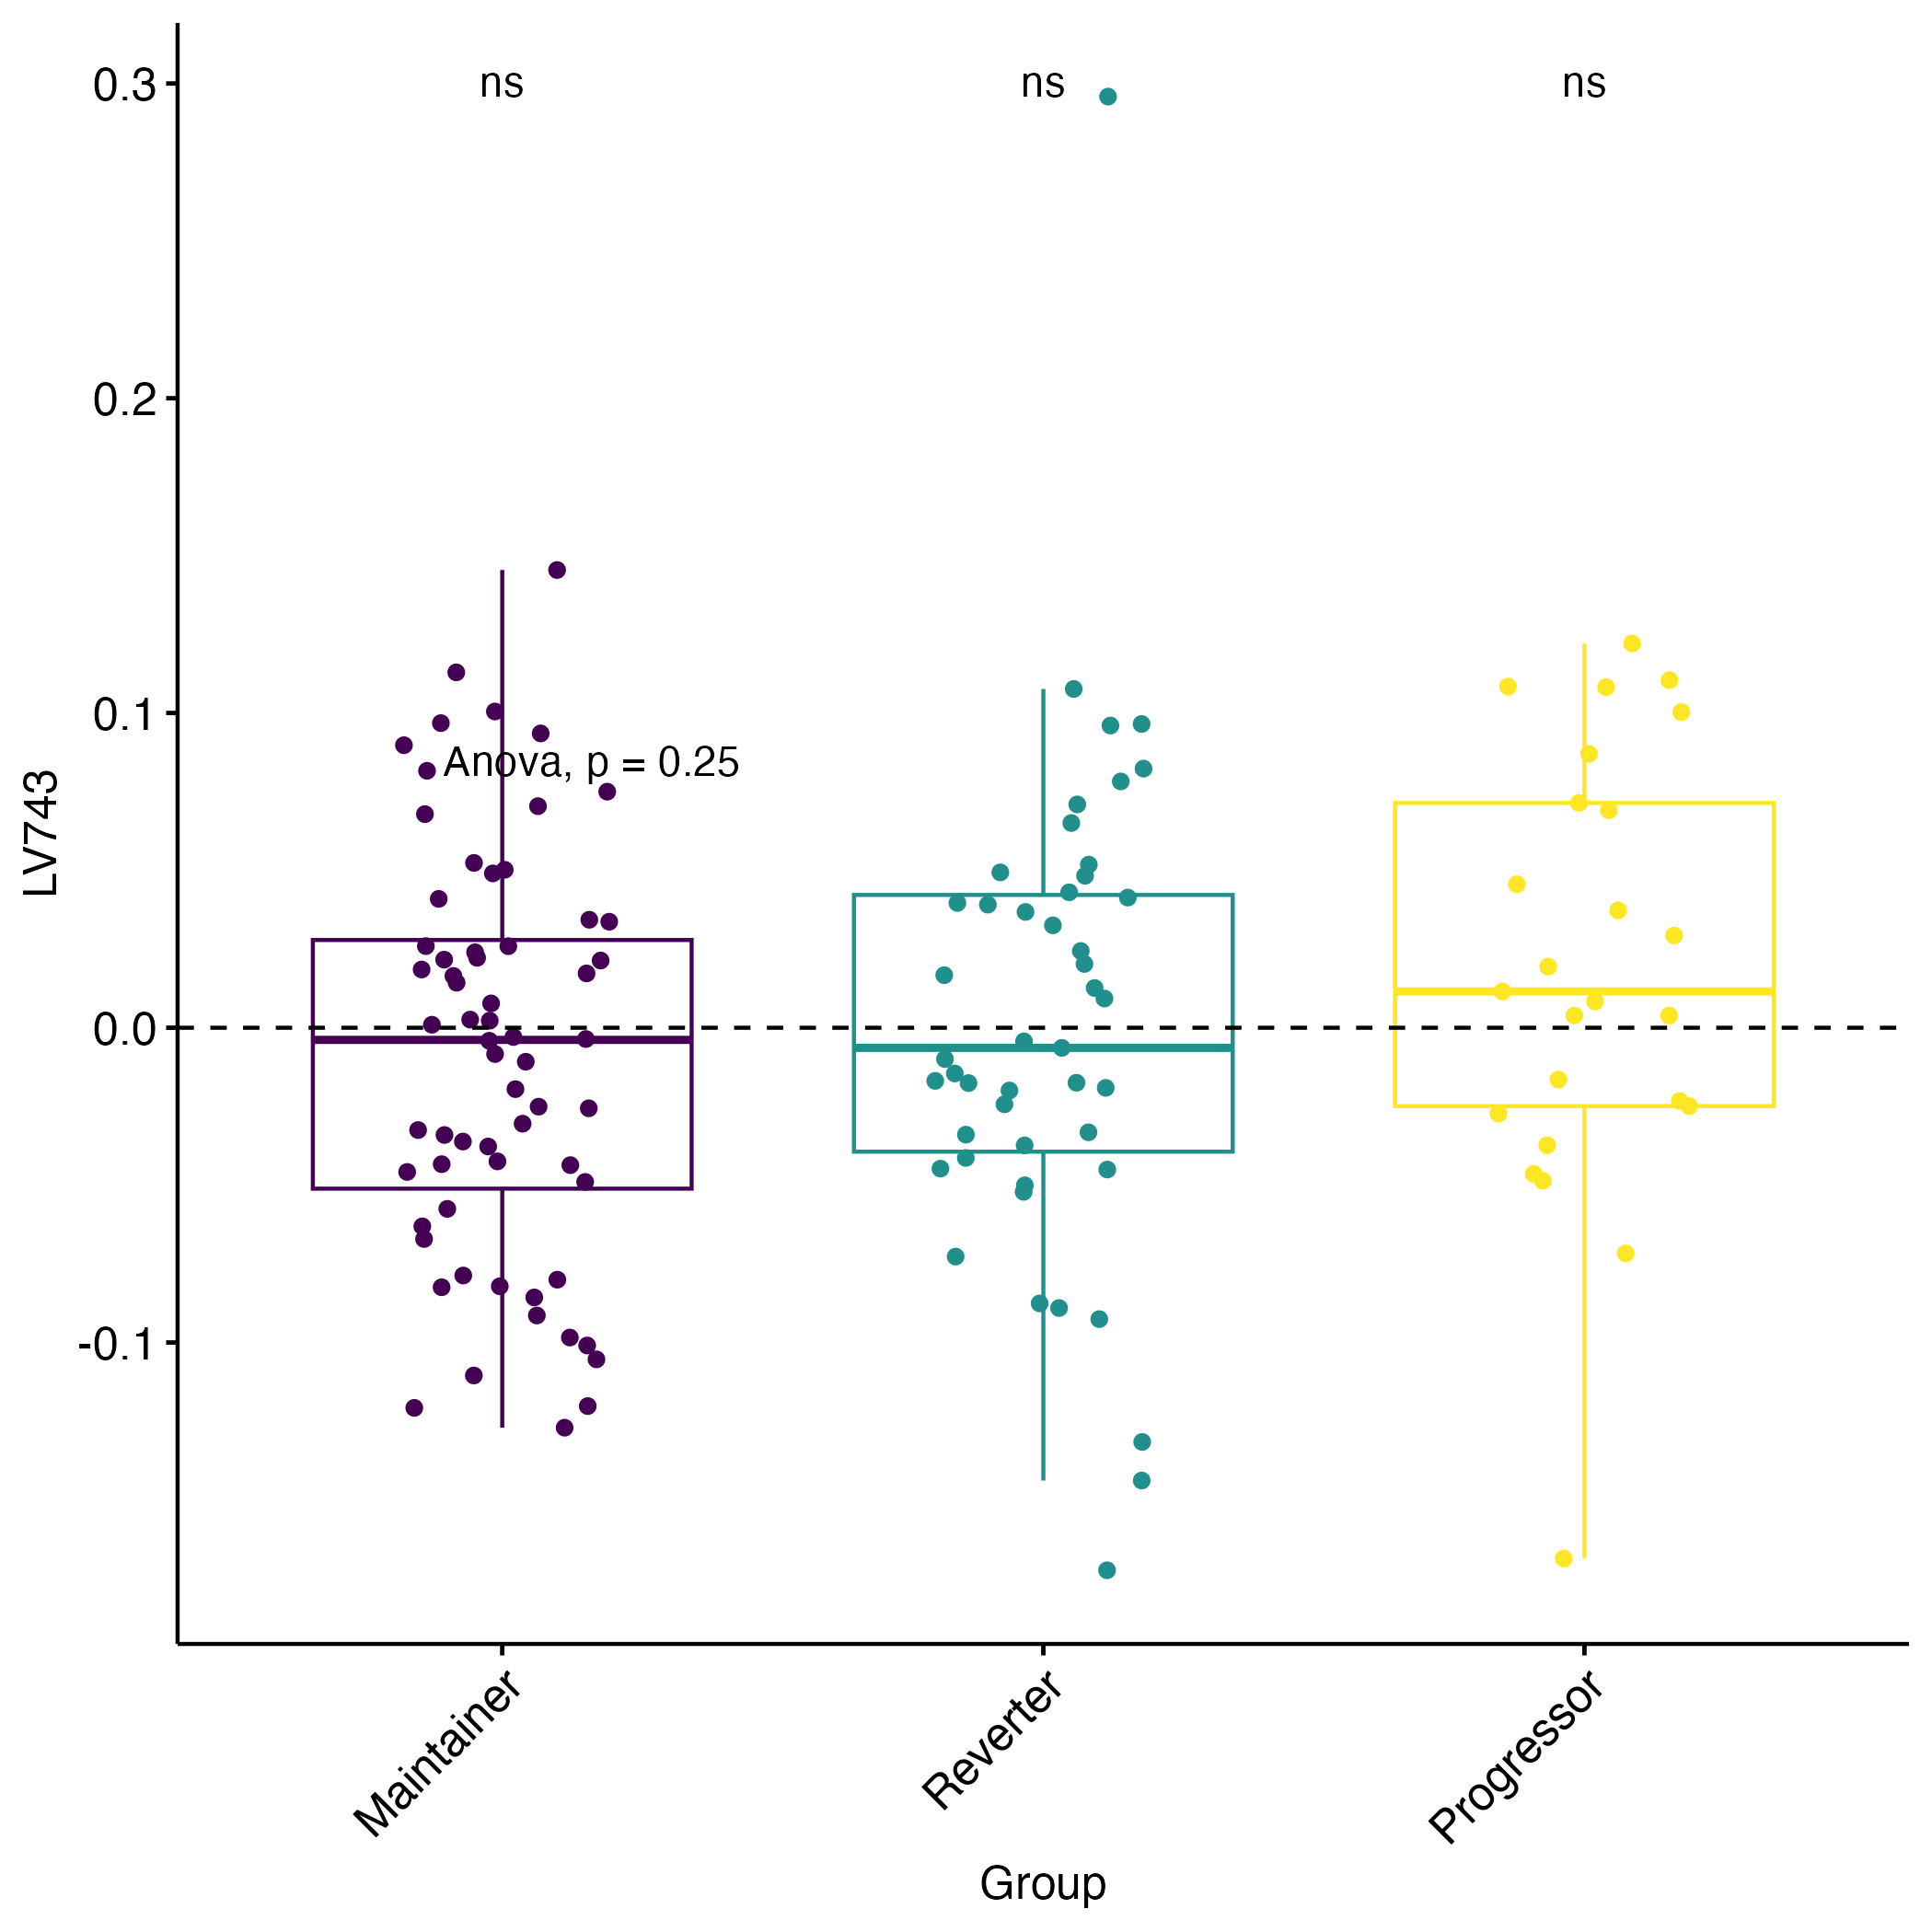 ns ns ns
0.3
0.2
0.1
0.0
-0.1
Anova, p = 0.25
LV743
Maintainer
Reverter
Progressor
Group